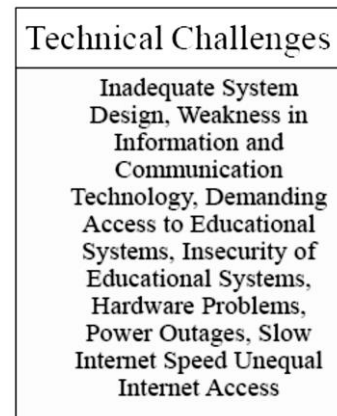 Technical Challenges
Inadequate System
Design, Weakness in
Information and
Communication
Technology, Demanding
Access to Educational
Systems, Insecurity of
Educational Systems,
Hardware Problems,
Power Outages, Slow
Internet Speed Unequal
Internet Access